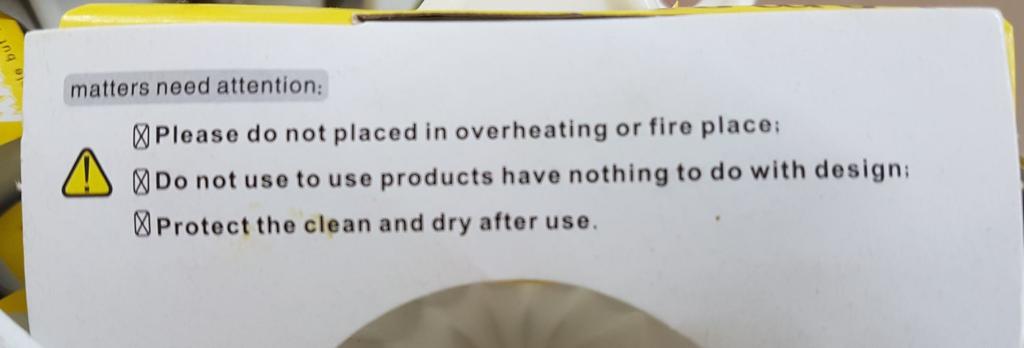 matters need attention:
☒Please do not placed in overheating or fire place;
☒Do not use to use products have nothing to do with design;
☒Protect the clean and dry after use.